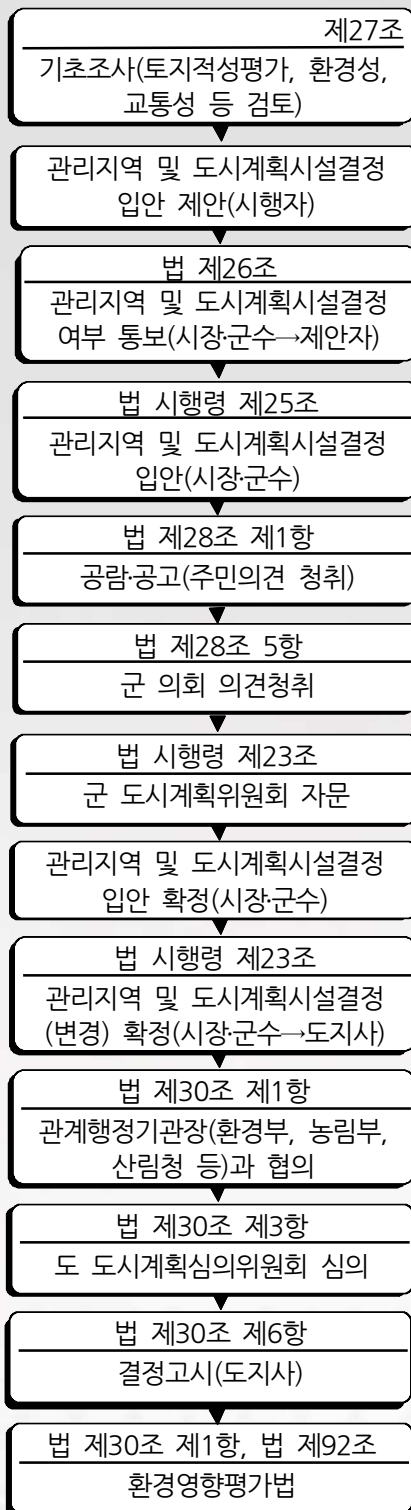 제27조
기초조사(토지적성평가, 환경성,
교통성 등 검토)
관리지역 및 도시계획시설결정
입안 제안(시행자)
법 제26조
관리지역 및 도시계획시설결정
여부 통보(시장·군수→제안자)
법 시행령 제25조
관리지역 및 도시계획시설결정
입안(시장·군수)
법 제28조 제1항
공람·공고(주민의견 청취)
법 제28조 5항
군 의회 의견청취
법 시행령 제23조
군 도시계획위원회 자문
관리지역 및 도시계획시설결정
입안 확정(시장·군수)
법 시행령 제23조
관리지역 및 도시계획시설결정
(변경) 확정(시장·군수→도지사)
법 제30조 제1항
관계행정기관장(환경부, 농림부,
산림청 등)과 협의
법 제30조 제3항
도 도시계획심의위원회 심의
법 제30조 제6항
결정고시(도지사)
법 제30조 제1항, 법 제92조
환경영향평가법